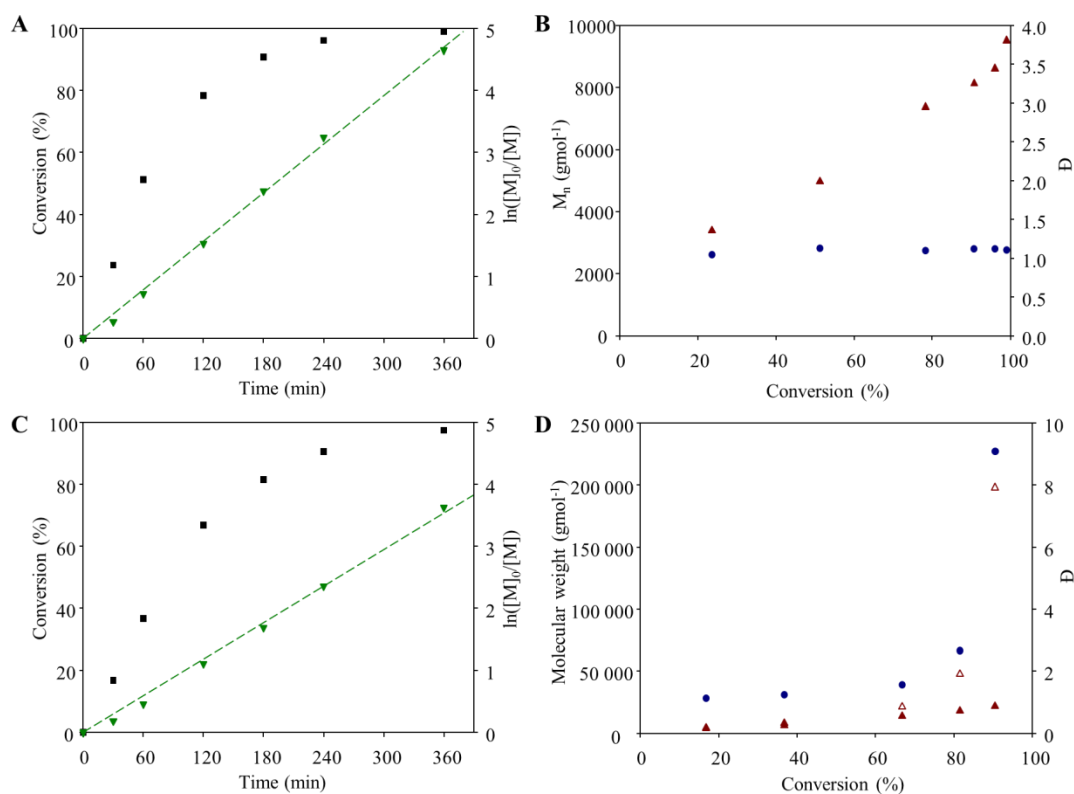 A
100
80
60
40
20
0
Conversion (%)
0 60 120 180 240 300 360
Time (min)
5
4
3
2
1
0
ln([M]₀/[M])
B
10000
8000
6000
4000
2000
0
Mₙ (gmol⁻¹)
0 20 40 60 80 100
Conversion (%)
4.0
3.5
3.0
2.5
2.0
1.5
1.0
0.5
0.0
Đ
C
100
80
60
40
20
0
Conversion (%)
0 60 120 180 240 300 360
Time (min)
5
4
3
2
1
0
ln([M]₀/[M])
D
250 000
200 000
150 000
100 000
50 000
0
Molecular weight (gmol⁻¹)
0 20 40 60 80 100
Conversion (%)
10
8
6
4
2
0
Đ